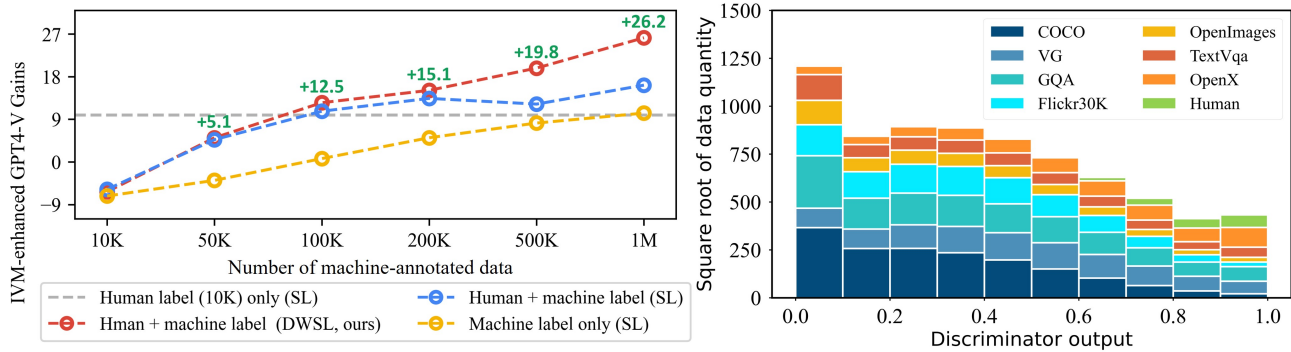 IVM-enhanced GPT4-V Gains
27
18
9
0
−9
+5.1
+12.5
+15.1
+19.8
+26.2
10K
50K
100K
200K
500K
1M
Number of machine-annotated data
Human label (10K) only (SL)
Human + machine label (SL)
Hman + machine label (DWSL, ours)
Machine label only (SL)
Square root of data quantity
1500
1250
1000
750
500
250
0
COCO
VG
GQA
Flickr30K
OpenImages
TextVqa
OpenX
Human
0.0
0.2
0.4
0.6
0.8
1.0
Discriminator output